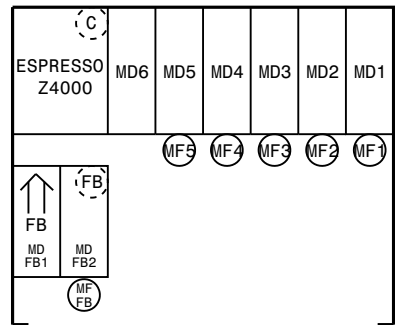 C
ESPRESSO
Z4000
MD6 MD5 MD4 MD3 MD2 MD1
MF5 MF4 MF3 MF2 MF1
FB
FB
MD
FB1
MD
FB2
MF
FB